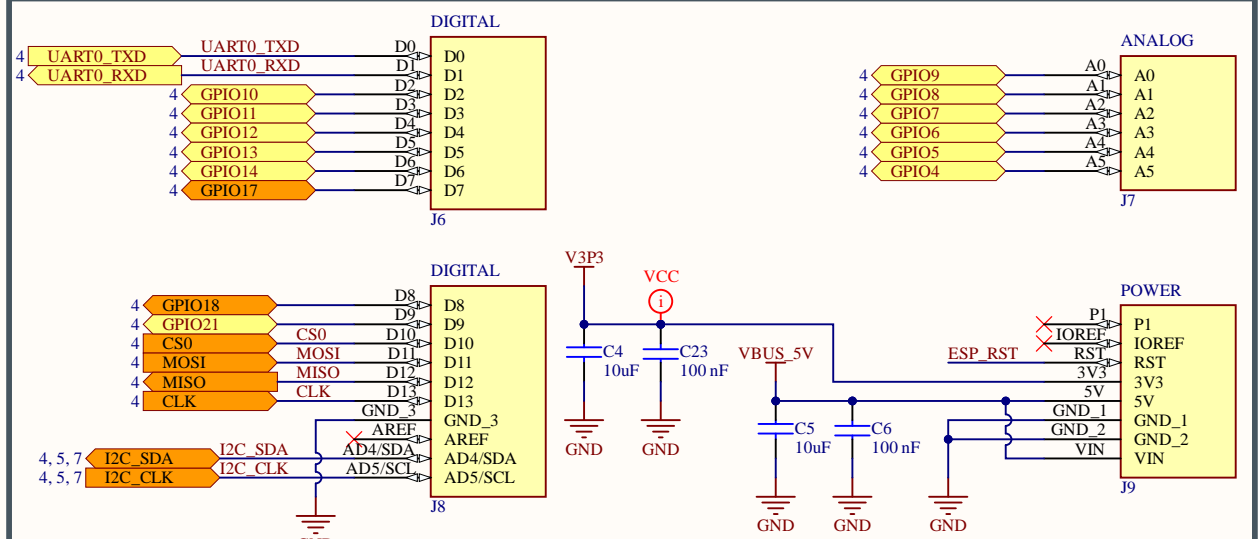 DIGITAL
4 UART0_TXD UART0_TXD D0 D0
4 UART0_RXD UART0_RXD D1 D1
4 GPIO10 D2 D2
4 GPIO11 D3 D3
4 GPIO12 D4 D4
4 GPIO13 D5 D5
4 GPIO14 D6 D6
4 GPIO17 D7 D7
J6
ANALOG
4 GPIO9 A0 A0
4 GPIO8 A1 A1
4 GPIO7 A2 A2
4 GPIO6 A3 A3
4 GPIO5 A4 A4
4 GPIO4 A5 A5
J7
DIGITAL
4 GPIO18 D8 D8
4 GPIO21 D9 D9
4 CS0 CS0 D10 D10
4 MOSI MOSI D11 D11
4 MISO MISO D12 D12
4 CLK CLK D13 D13
GND_3 GND_3
AREF AREF
4, 5, 7 I2C_SDA I2C_SDA AD4/SDA AD4/SDA
4, 5, 7 I2C_CLK I2C_CLK AD5/SCL AD5/SCL
J8
GND
V3P3
VCC
i
C4
10uF
C23
100 nF
GND
GND
VBUS_5V
C5
10uF
C6
100 nF
GND
GND
GND
POWER
P1 P1
IOREF IOREF
ESP_RST RST RST
3V3 3V3
5V 5V
GND_1 GND_1
GND_2 GND_2
VIN VIN
J9